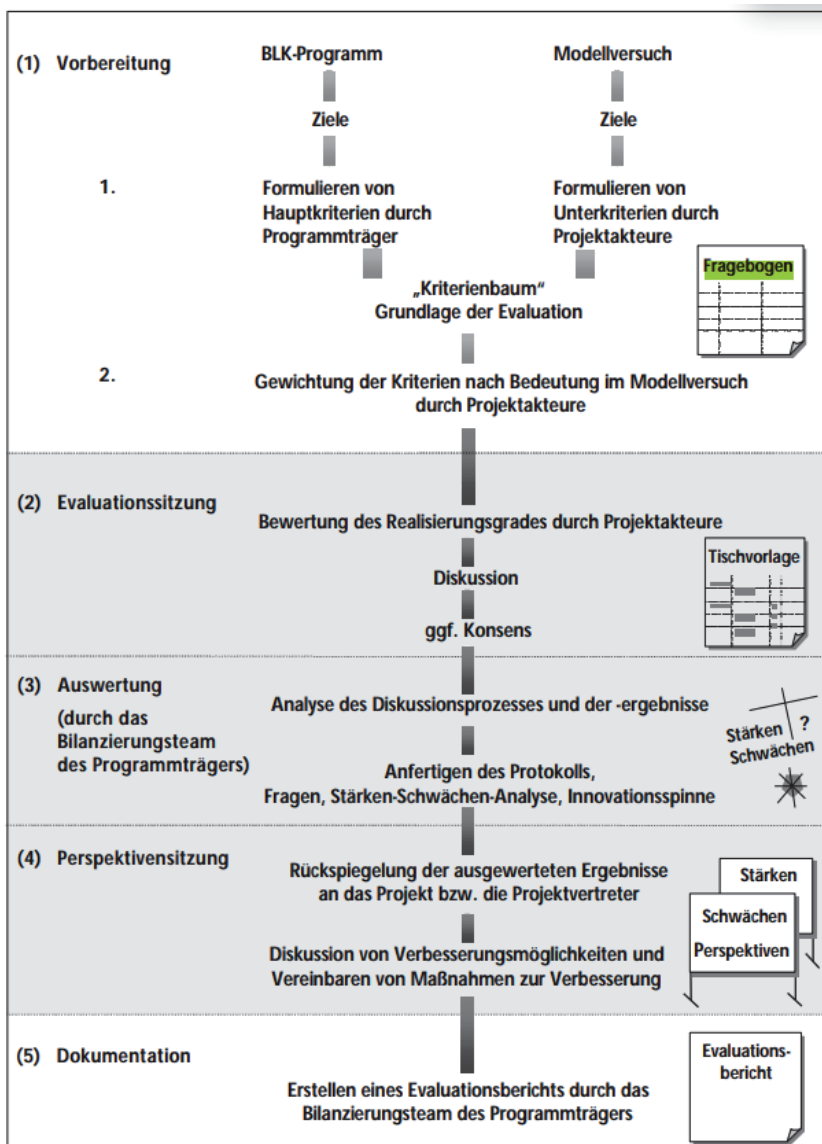 (1) Vorbereitung
BLK-Programm
Modellversuch
Ziele
Ziele
1.
Formulieren von
Hauptkriterien durch
Programmträger
Formulieren von
Unterkriterien durch
Projektakteure
Fragebogen
„Kriterienbaum"
Grundlage der Evaluation
2.
Gewichtung der Kriterien nach Bedeutung im Modellversuch
durch Projektakteure
(2) Evaluationssitzung
Bewertung des Realisierungsgrades durch Projektakteure
Tischvorlage
Diskussion
ggf. Konsens
(3) Auswertung
(durch das
Bilanzierungsteam
des Programmträgers)
Analyse des Diskussionsprozesses und der -ergebnisse
Stärken ?
Schwächen
Anfertigen des Protokolls,
Fragen, Stärken-Schwächen-Analyse, Innovationsspinne
(4) Perspektivensitzung
Rückspiegelung der ausgewerteten Ergebnisse
an das Projekt bzw. die Projektvertreter
Stärken
Schwächen
Perspektiven
Diskussion von Verbesserungsmöglichkeiten und
Vereinbaren von Maßnahmen zur Verbesserung
(5) Dokumentation
Evaluations-
bericht
Erstellen eines Evaluationsberichts durch das
Bilanzierungsteam des Programmträgers